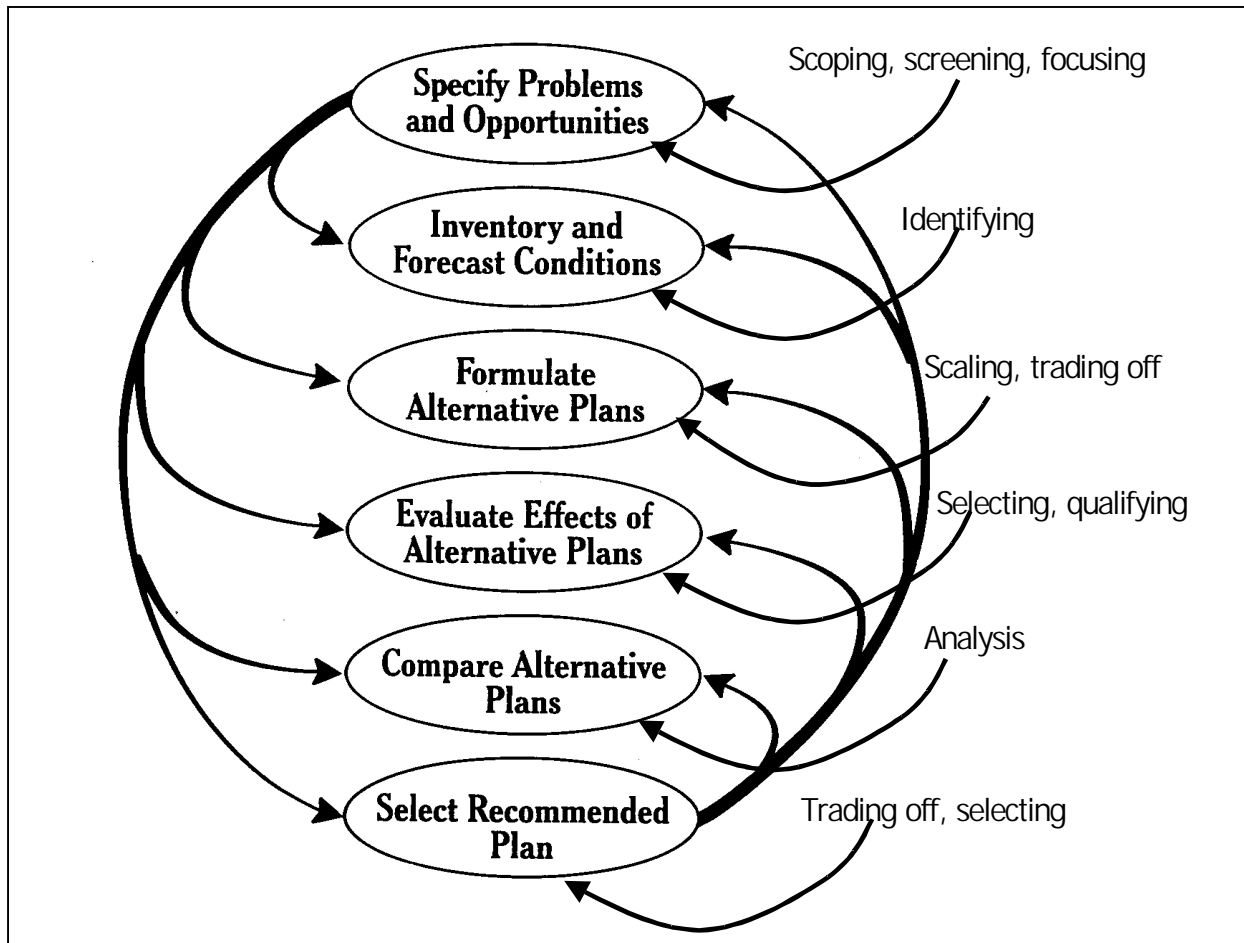 Scoping, screening, focusing
Specify Problems
and Opportunities
Identifying
Inventory and
Forecast Conditions
Scaling, trading off
Formulate
Alternative Plans
Selecting, qualifying
Evaluate Effects of
Alternative Plans
Analysis
Compare Alternative
Plans
Trading off, selecting
Select Recommended
Plan